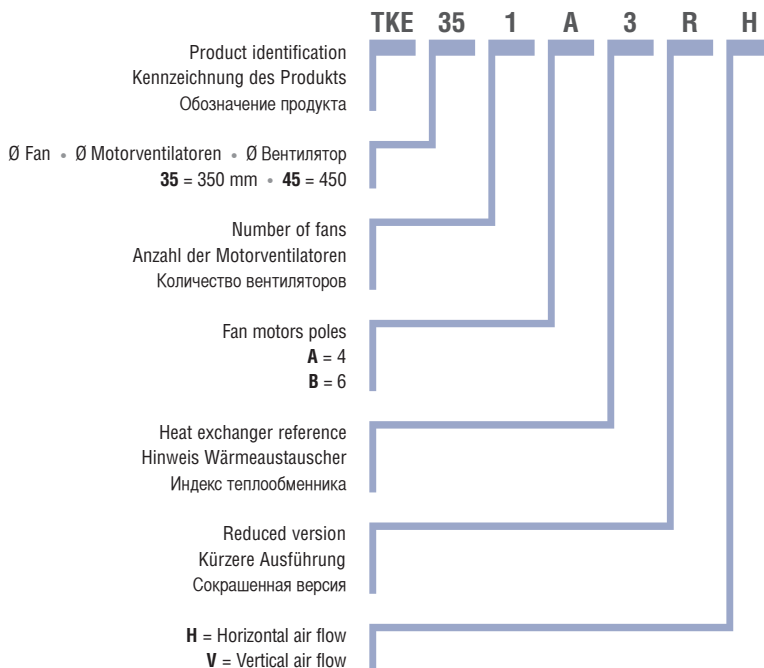 TKE 35 1 A 3 R H
Product identification
Kennzeichnung des Produkts
Обозначение продукта
Ø Fan • Ø Motorventilatoren • Ø Вентилятор
35 = 350 mm • 45 = 450
Number of fans
Anzahl der Motorventilatoren
Количество вентиляторов
Fan motors poles
A = 4
B = 6
Heat exchanger reference
Hinweis Wärmeaustauscher
Индекс теплообменника
Reduced version
Kürzere Ausführung
Сокрашенная версия
H = Horizontal air flow
V = Vertical air flow